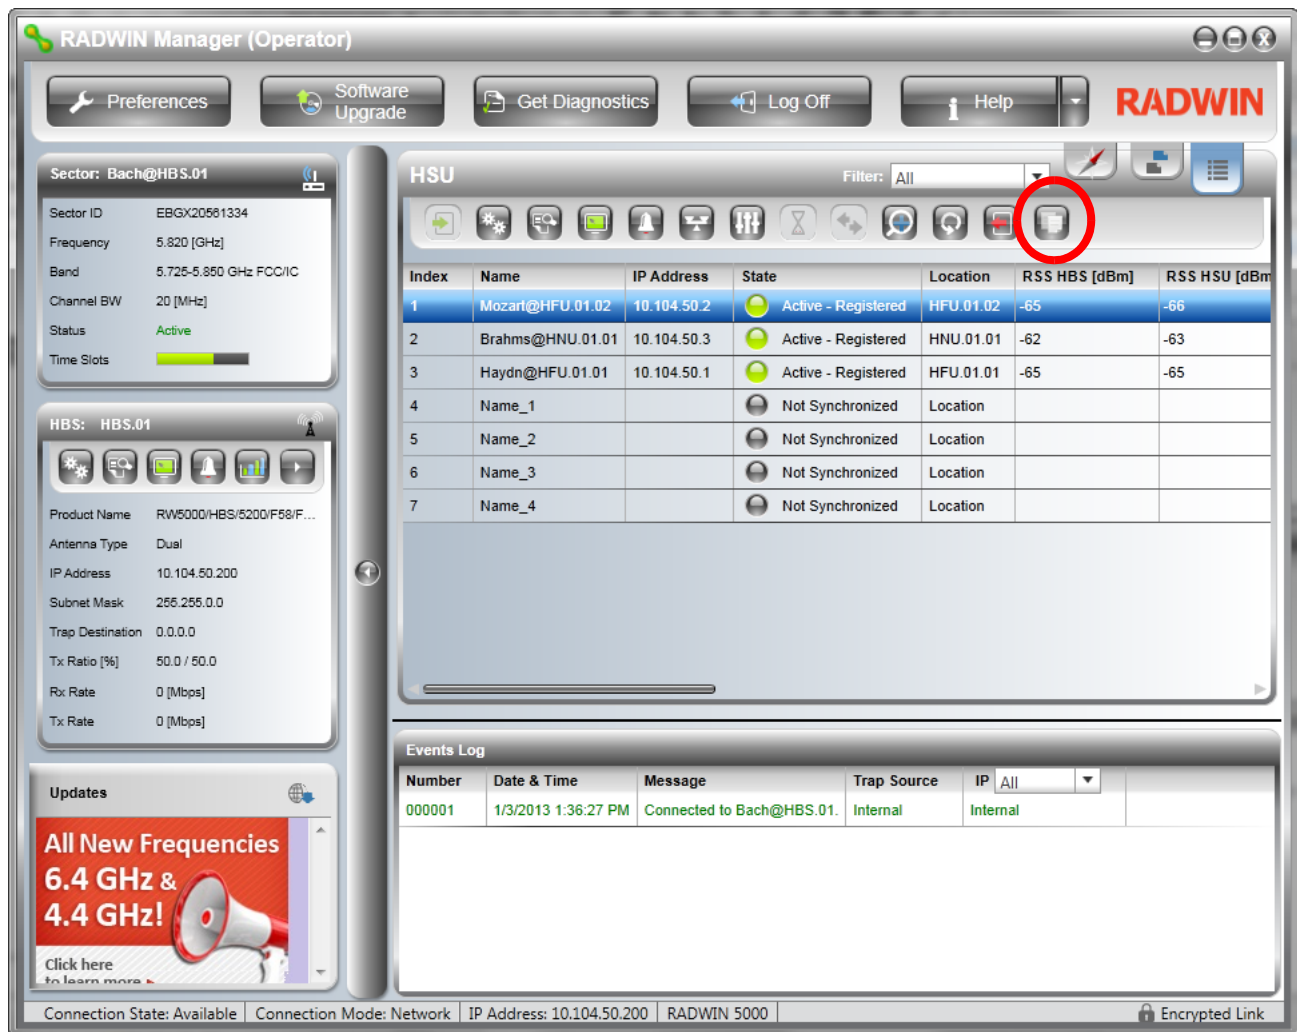 RADWIN Manager (Operator)
Preferences
Software Upgrade
Get Diagnostics
Log Off
Help
RADWIN
Sector: Bach@HBS.01
Sector ID EBGX20561334
Frequency 5.820 [GHz]
Band 5.725-5.850 GHz FCC/IC
Channel BW 20 [MHz]
Status Active
Time Slots
HBS: HBS.01
Product Name RW5000/HBS/5200/F58/F...
Antenna Type Dual
IP Address 10.104.50.200
Subnet Mask 255.255.0.0
Trap Destination 0.0.0.0
Tx Ratio [%] 50.0 / 50.0
Rx Rate 0 [Mbps]
Tx Rate 0 [Mbps]
Updates
All New Frequencies
6.4 GHz &
4.4 GHz!
Click here
to learn more
HSU
Filter: All
Index Name IP Address State Location RSS HBS [dBm] RSS HSU [dBm
1 Mozart@HFU.01.02 10.104.50.2 Active - Registered HFU.01.02 -65 -66
2 Brahms@HNU.01.01 10.104.50.3 Active - Registered HNU.01.01 -62 -63
3 Haydn@HFU.01.01 10.104.50.1 Active - Registered HFU.01.01 -65 -65
4 Name_1 Not Synchronized Location
5 Name_2 Not Synchronized Location
6 Name_3 Not Synchronized Location
7 Name_4 Not Synchronized Location
Events Log
Number Date & Time Message Trap Source IP All
000001 1/3/2013 1:36:27 PM Connected to Bach@HBS.01. Internal Internal
Connection State: Available Connection Mode: Network IP Address: 10.104.50.200 RADWIN 5000 Encrypted Link